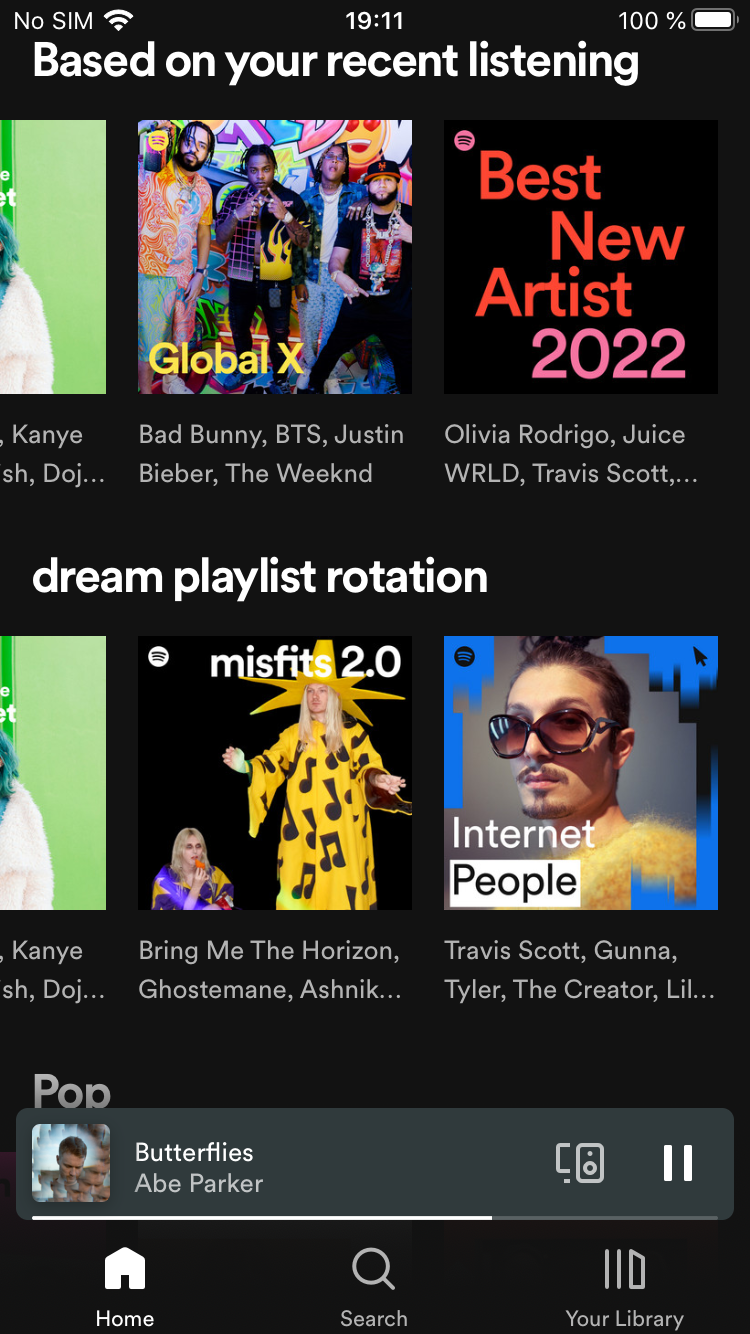 No SIM 19:11 100 %
Based on your recent listening
Global X
Best
New
Artist
2022
, Kanye
Bad Bunny, BTS, Justin
Olivia Rodrigo, Juice
sh, Doj...
Bieber, The Weeknd
WRLD, Travis Scott,...
dream playlist rotation
misfits 2.0
Internet
People
, Kanye
Bring Me The Horizon,
Travis Scott, Gunna,
sh, Doj...
Ghostemane, Ashnik...
Tyler, The Creator, Lil...
Pop
Butterflies
Abe Parker
Home Search Your Library